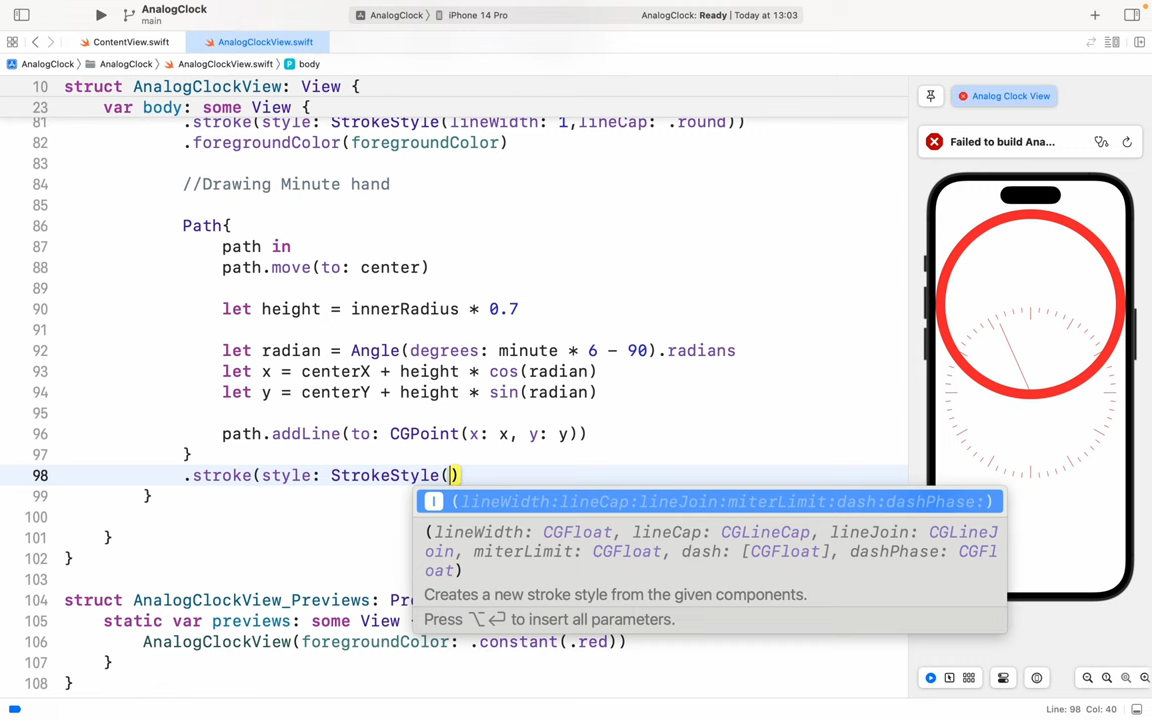 AnalogClock
main
AnalogClock
iPhone 14 Pro
AnalogClock: Ready | Today at 13:03
ContentView.swift
AnalogClockView.swift
AnalogClock
AnalogClock
AnalogClockView.swift
P body
10 struct AnalogClockView: View {
23 var body: some View {
81 .stroke(style: StrokeStyle(lineWidth: 1,lineCap: .round))
82 .foregroundColor(foregroundColor)
83
84 //Drawing Minute hand
85
86 Path{
87 path in
88 path.move(to: center)
89
90 let height = innerRadius * 0.7
91
92 let radian = Angle(degrees: minute * 6 - 90).radians
93 let x = centerX + height * cos(radian)
94 let y = centerY + height * sin(radian)
95
96 path.addLine(to: CGPoint(x: x, y: y))
97 }
98 .stroke(style: StrokeStyle()
99 }
100
101 }
102 }
103
104 struct AnalogClockView_Previews: Pr
105 static var previews: some View
106 AnalogClockView(foregroundColor: .constant(.red))
107 }
108 }
I (lineWidth:lineCap:lineJoin:miterLimit:dash:dashPhase:)
(lineWidth: CGFloat, lineCap: CGLineCap, lineJoin: CGLineJ
oin, miterLimit: CGFloat, dash: [CGFloat], dashPhase: CGFl
oat)
Creates a new stroke style from the given components.
Press ⌥↩ to insert all parameters.
Analog Clock View
Failed to build Ana...
Line: 98 Col: 40